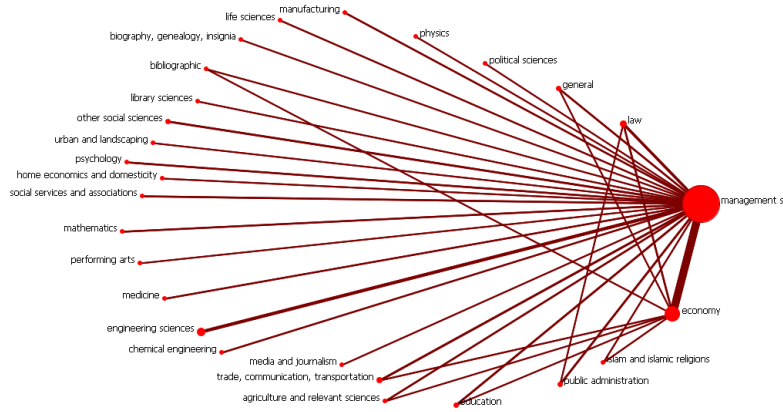 manufacturing
life sciences
physics
biography, genealogy, insignia
political sciences
bibliographic
general
library sciences
other social sciences
law
urban and landscaping
psychology
home economics and domesticity
social services and associations
management s
mathematics
performing arts
medicine
economy
engineering sciences
chemical engineering
media and journalism
islam and islamic religions
trade, communication, transportation
public administration
agriculture and relevant sciences
education